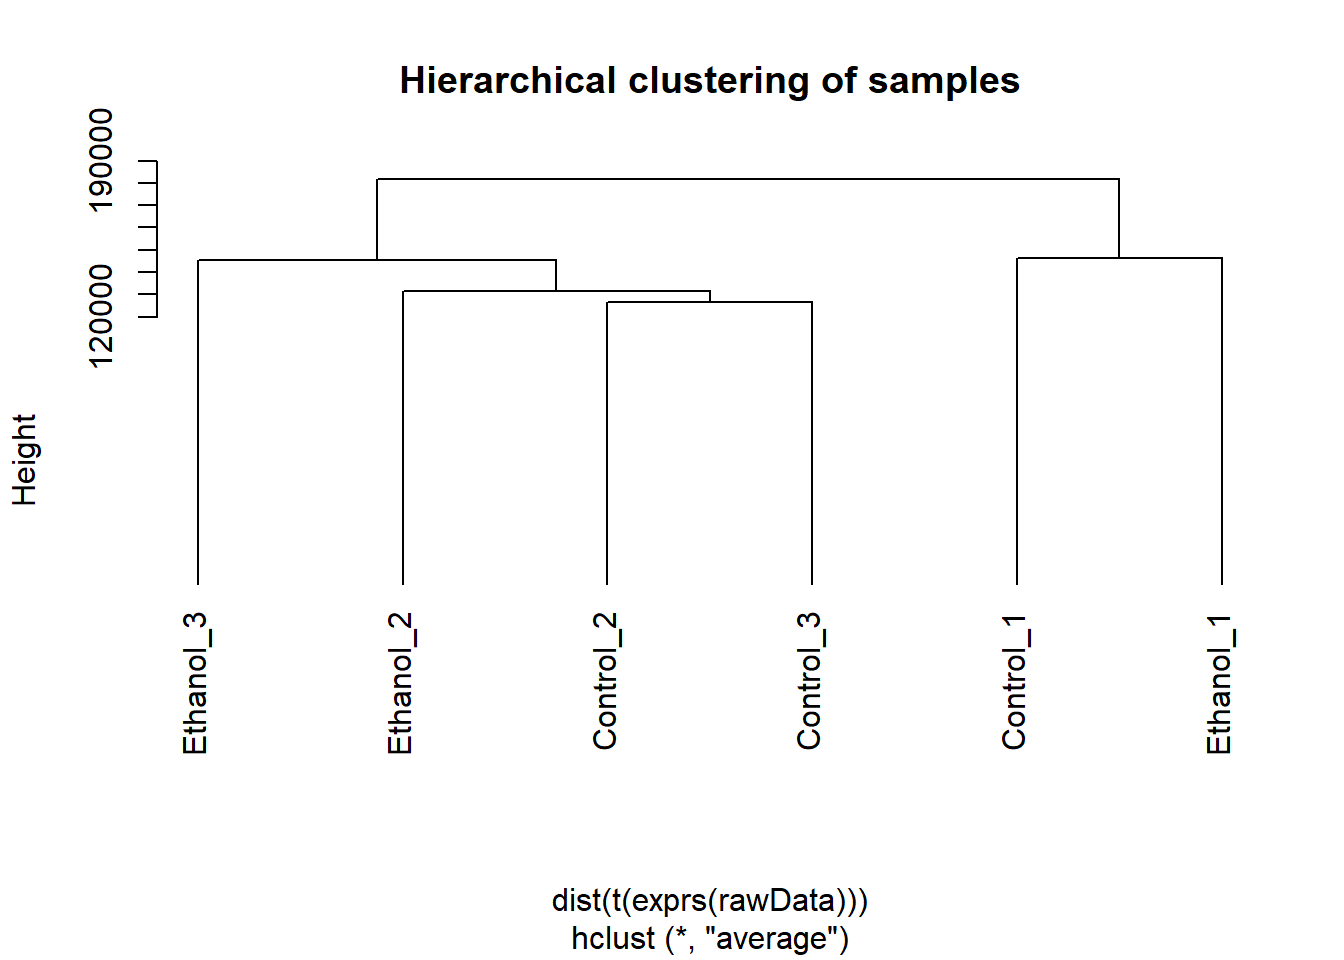 Hierarchical clustering of samples
190000
120000
Height
Ethanol_3
Ethanol_2
Control_2
Control_3
Control_1
Ethanol_1
dist(t(exprs(rawData)))
hclust (*, "average")